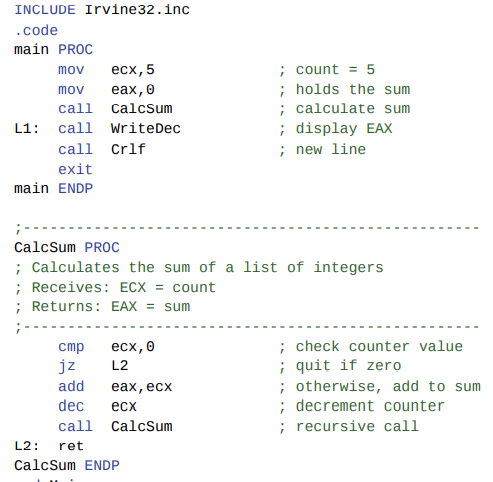 INCLUDE Irvine32.inc
.code
main PROC
     mov   ecx,5              ; count = 5
     mov   eax,0              ; holds the sum
     call  CalcSum            ; calculate sum
L1:  call  WriteDec           ; display EAX
     call  Crlf               ; new line
     exit
main ENDP

;----------------------------------------------------
CalcSum PROC
; Calculates the sum of a list of integers
; Receives: ECX = count
; Returns: EAX = sum
;----------------------------------------------------
     cmp   ecx,0              ; check counter value
     jz    L2                 ; quit if zero
     add   eax,ecx            ; otherwise, add to sum
     dec   ecx                ; decrement counter
     call  CalcSum            ; recursive call
L2:  ret
CalcSum ENDP